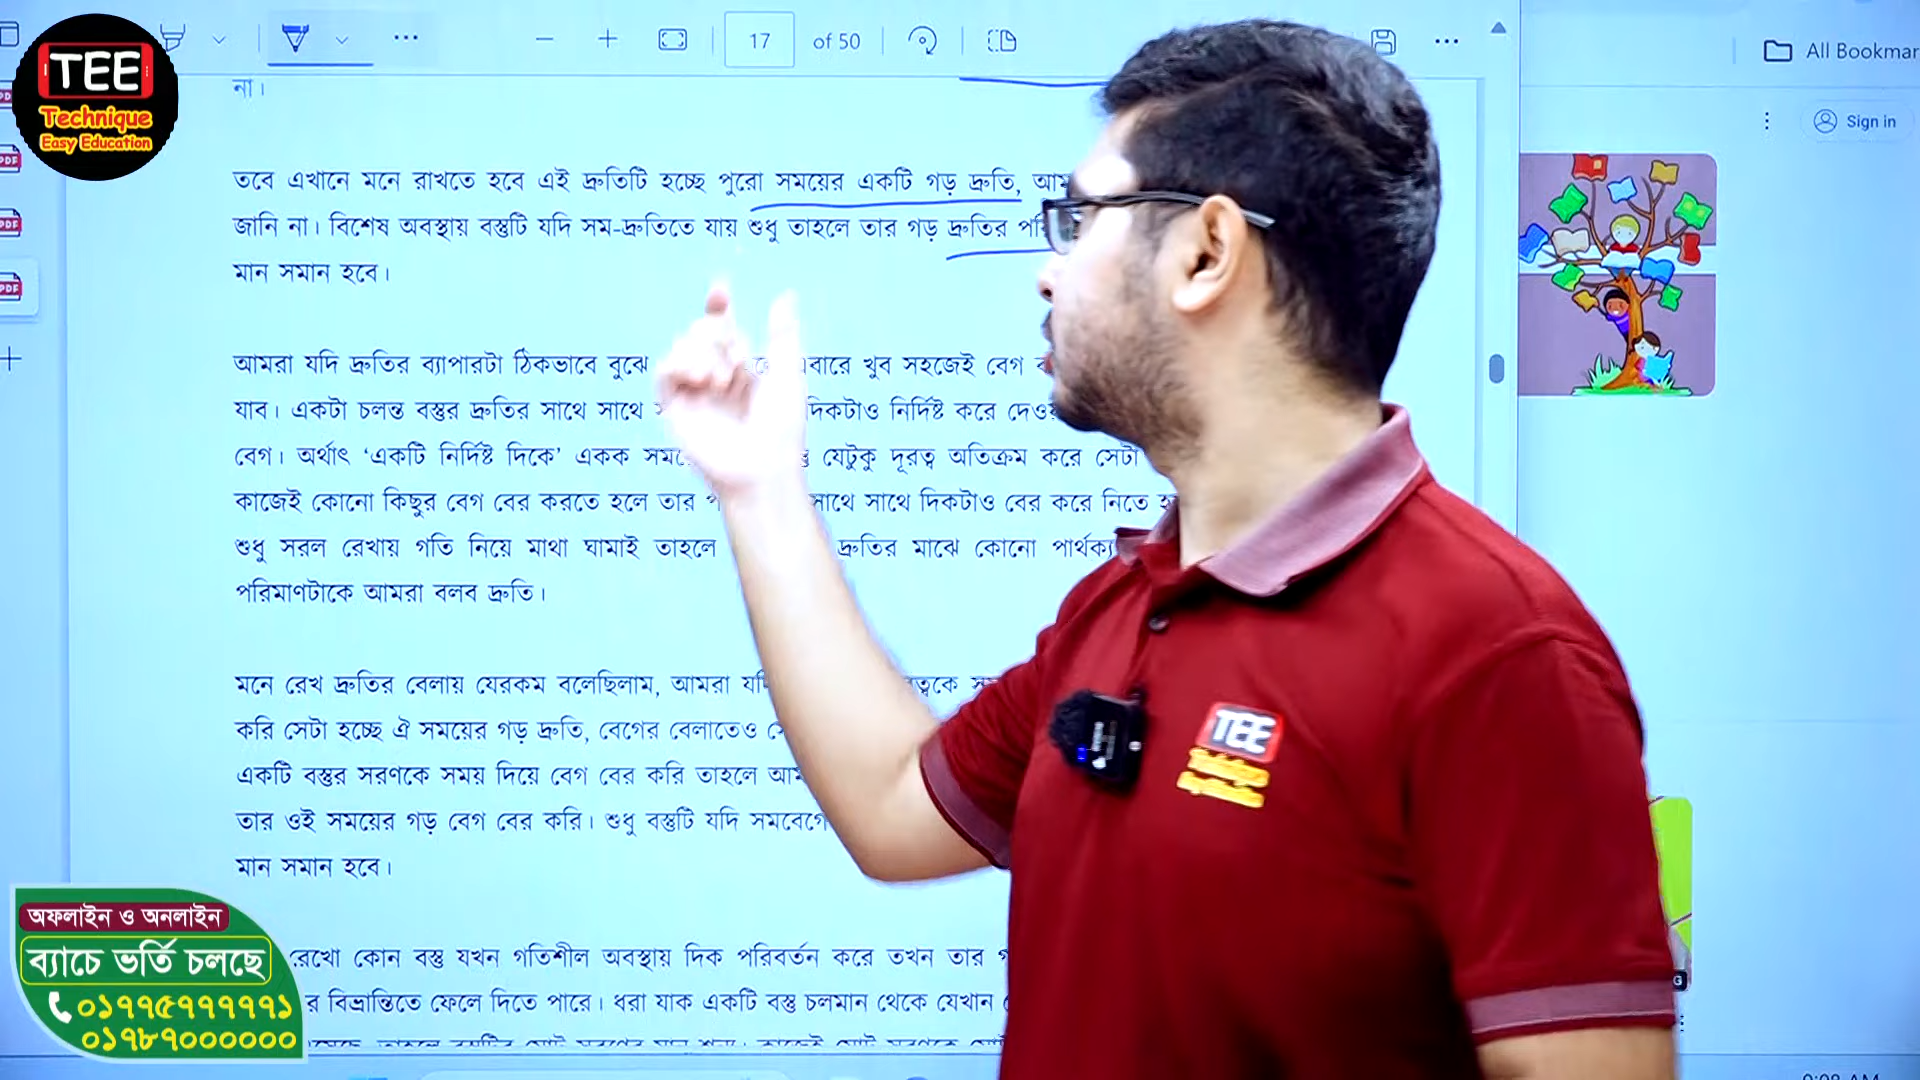 TEE
Technique
Easy Education
17 of 50
All Bookmar
Sign in
না।
তবে এখানে মনে রাখতে হবে এই দ্রুতিটি হচ্ছে পুরো সময়ের একটি গড় দ্রুতি,
জানি না। বিশেষ অবস্থায় বস্তুটি যদি সম-দ্রুতিতে যায় শুধু তাহলে তার গড় দ্রুতির
মান সমান হবে।
আমরা যদি দ্রুতির ব্যাপারটা ঠিকভাবে বুঝে এবারে খুব সহজেই বেগ
যাব। একটা চলন্ত বস্তুর দ্রুতির সাথে সাথে দিকটাও নির্দিষ্ট করে
বেগ। অর্থাৎ ‘একটি নির্দিষ্ট দিকে’ একক যেটুকু দূরত্ব অতিক্রম করে সেটা
কাজেই কোনো কিছুর বেগ বের করতে হলে তার সাথে সাথে দিকটাও বের করে নিতে
শুধু সরল রেখায় গতি নিয়ে মাথা ঘামাই তাহলে দ্রুতির মাঝে কোনো পার্থক্য
পরিমাণটাকে আমরা বলব দ্রুতি।
মনে রেখ দ্রুতির বেলায় যেরকম বলেছিলাম, আমরা
করি সেটা হচ্ছে ঐ সময়ের গড় দ্রুতি, বেগের বেলাতেও
একটি বস্তুর সরণকে সময় দিয়ে বেগ বের করি তাহলে
তার ওই সময়ের গড় বেগ বের করি। শুধু বস্তুটি যদি
মান সমান হবে।
রেখো কোন বস্তু যখন গতিশীল অবস্থায় দিক পরিবর্তন করে তখন তার
র বিভ্রান্তিতে ফেলে দিতে পারে। ধরা যাক একটি বস্তু চলমান থেকে যেখান
TEE
অফলাইন ও অনলাইন
ব্যাচে ভর্তি চলছে
০১৭৭৫৭৭৭৭৭১
০১৭৮৭০০০০০০